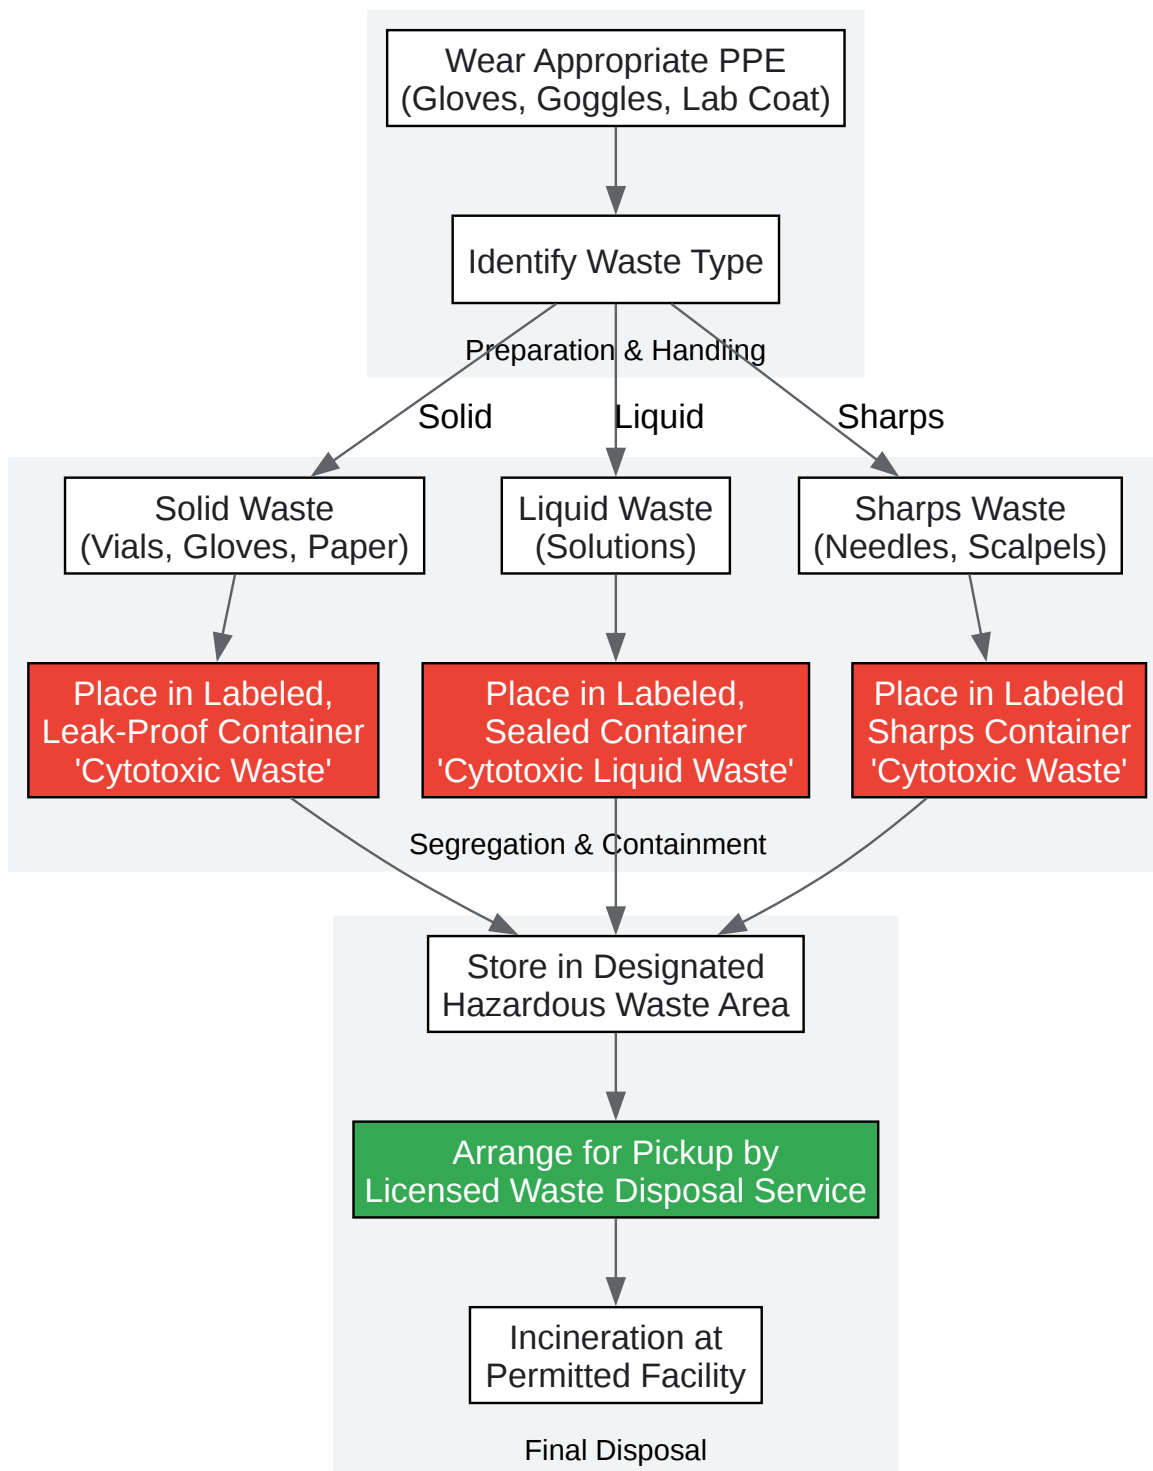 Wear Appropriate PPE
(Gloves, Goggles, Lab Coat)
Identify Waste Type
Preparation & Handling
Solid
Liquid
Sharps
Solid Waste
(Vials, Gloves, Paper)
Liquid Waste
(Solutions)
Sharps Waste
(Needles, Scalpels)
Place in Labeled,
Leak-Proof Container
'Cytotoxic Waste'
Place in Labeled,
Sealed Container
'Cytotoxic Liquid Waste'
Place in Labeled
Sharps Container
'Cytotoxic Waste'
Segregation & Containment
Store in Designated
Hazardous Waste Area
Arrange for Pickup by
Licensed Waste Disposal Service
Incineration at
Permitted Facility
Final Disposal